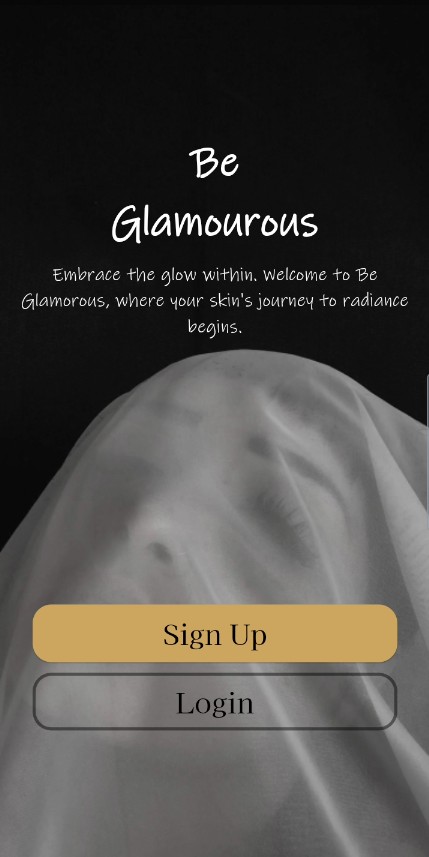 Be
Glamourous
Embrace the glow within. Welcome to Be
Glamorous, where your skin's journey to radiance
begins.
Sign Up
Login